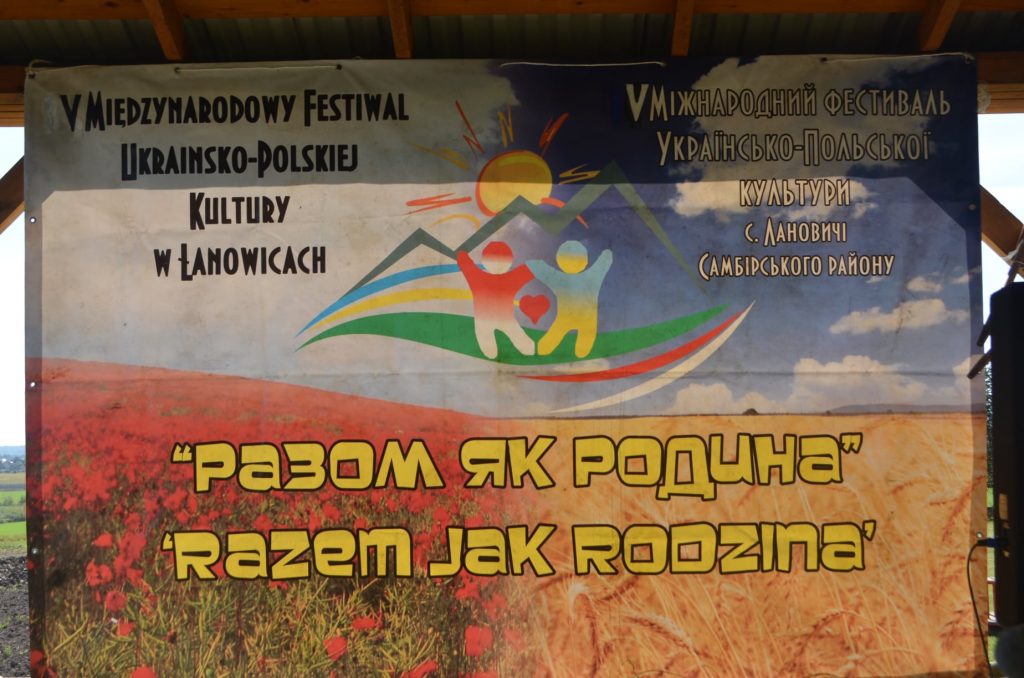 V Międzynarodowy Festiwal
Ukrainsko-Polskiej
Kultury
w Łanowicach
V Міжнародний фестиваль
Українсько-Польської
культури
с. Лановичі
Самбірського району
“Разом як родина”
‘Razem jak rodzina’